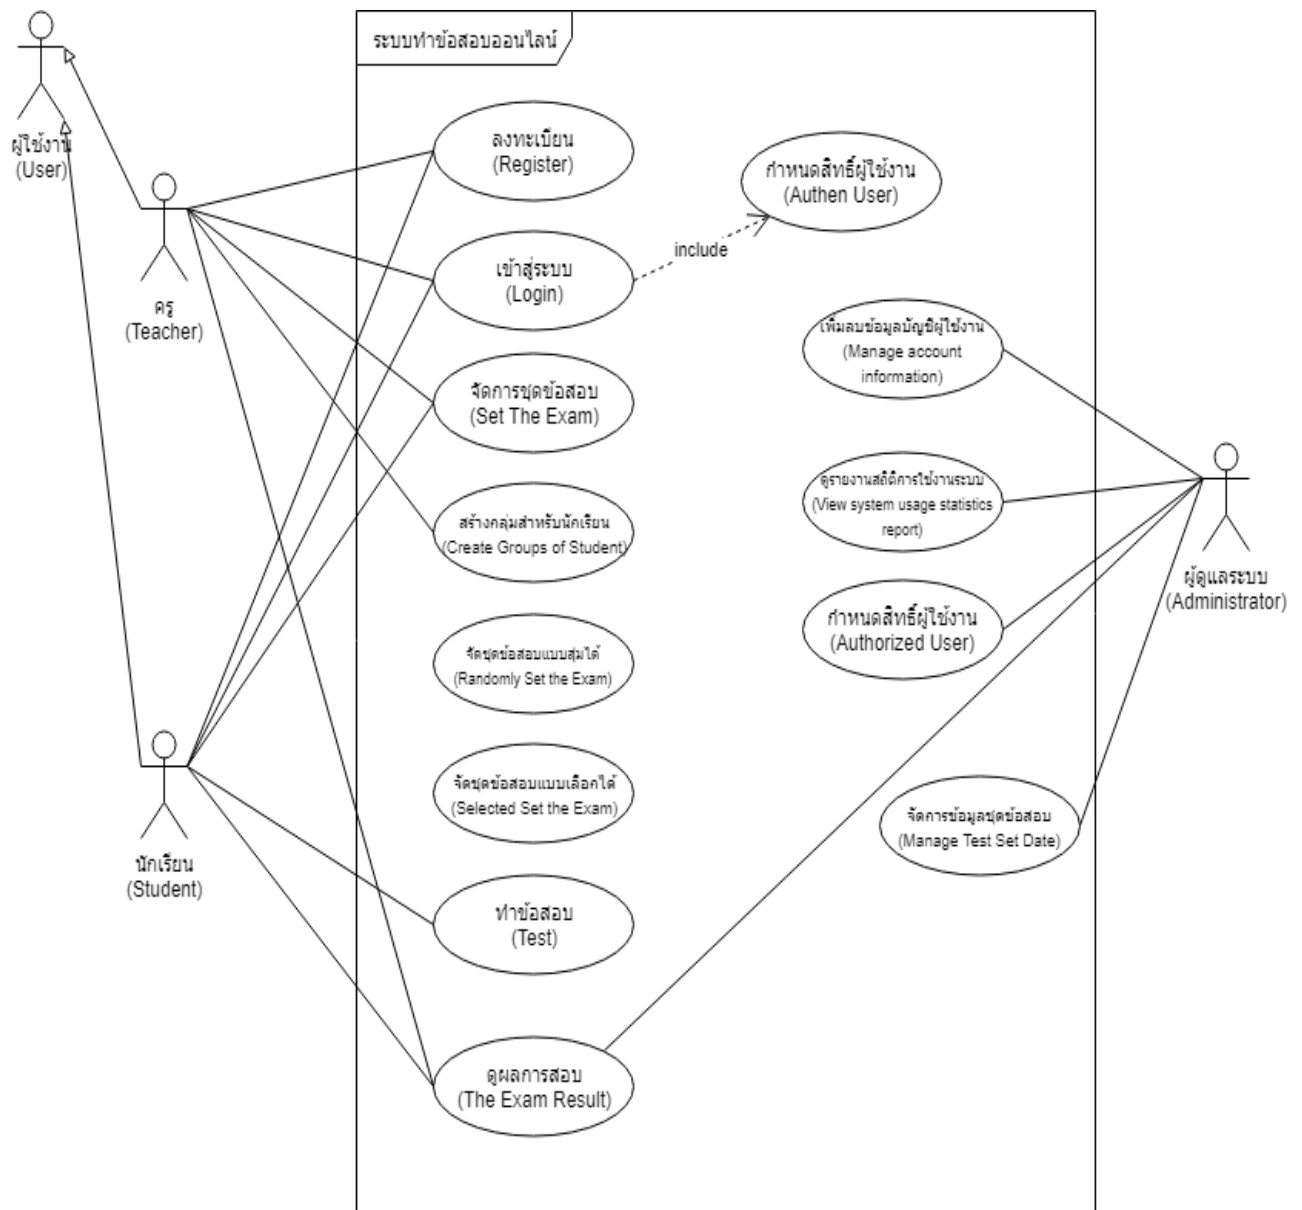 ระบบทำข้อสอบออนไลน์
ผู้ใช้งาน
(User)
ลงทะเบียน
(Register)
กำหนดสิทธิ์ผู้ใช้งาน
(Authen User)
include
เข้าสู่ระบบ
(Login)
ครู
(Teacher)
เพิ่มลบข้อมูลบัญชีผู้ใช้งาน
(Manage account
information)
จัดการชุดข้อสอบ
(Set The Exam)
ดูรายงานสถิติการใช้งานระบบ
(View system usage statistics
report)
สร้างกลุ่มสำหรับนักเรียน
(Create Groups of Student)
ผู้ดูแลระบบ
(Administrator)
กำหนดสิทธิ์ผู้ใช้งาน
(Authorized User)
จัดชุดข้อสอบแบบสุ่มได้
(Randomly Set the Exam)
จัดชุดข้อสอบแบบเลือกได้
(Selected Set the Exam)
จัดการข้อมูลชุดข้อสอบ
(Manage Test Set Date)
นักเรียน
(Student)
ทำข้อสอบ
(Test)
ดูผลการสอบ
(The Exam Result)